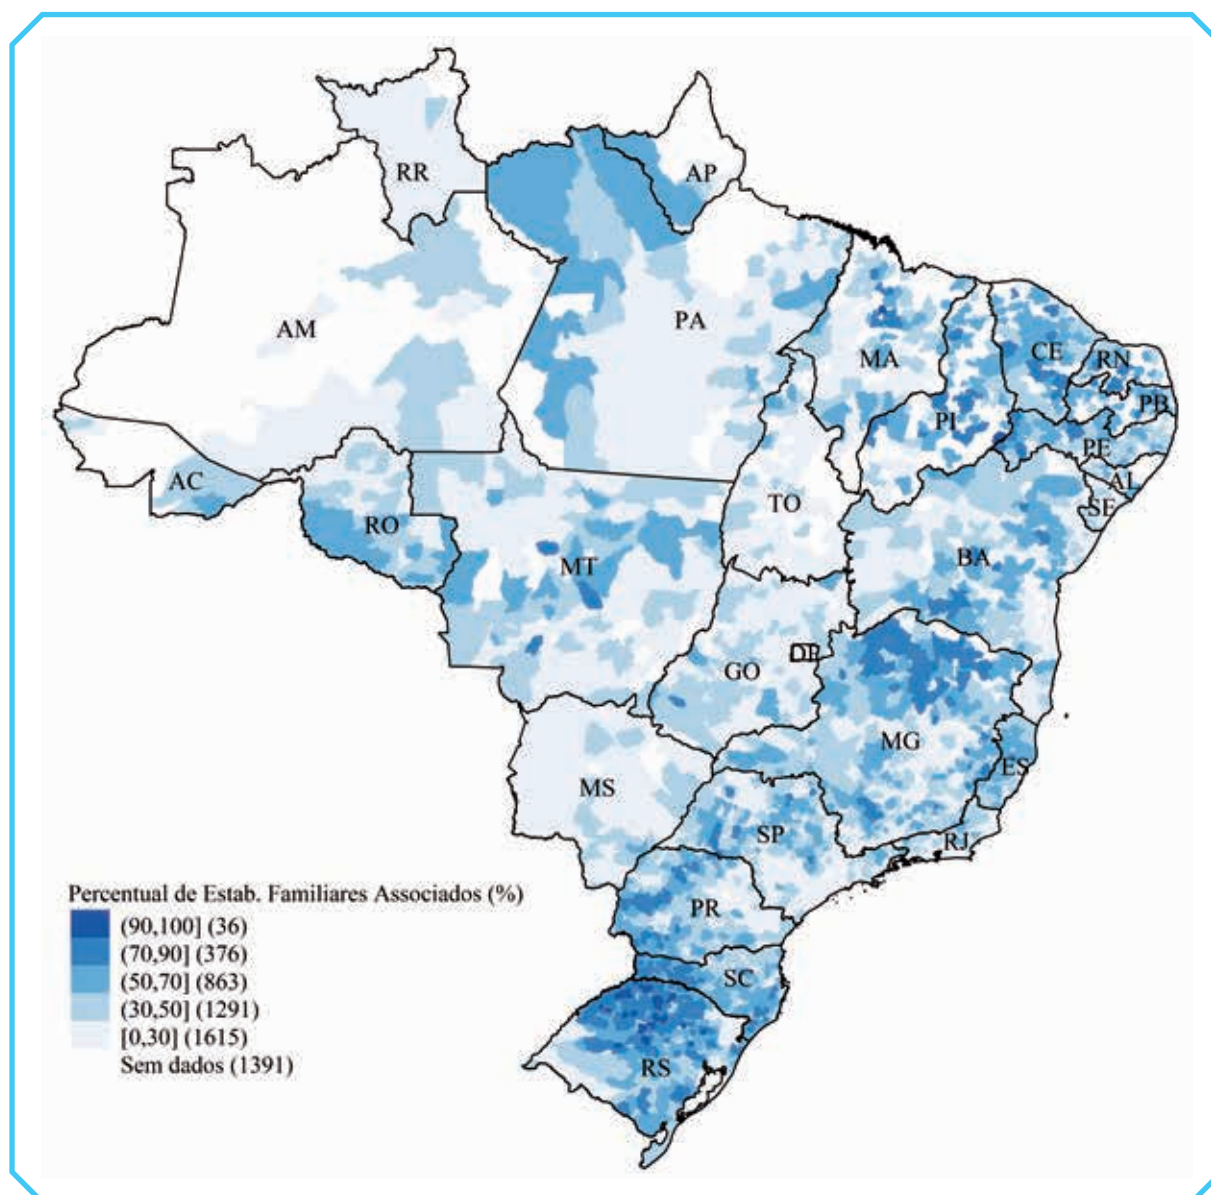 RR
AP
AM
PA
MA
CE
RN
PB
PI
PE
AC
AL
SE
TO
RO
BA
MT
DF
GO
MG
ES
MS
SP
RJ
PR
SC
RS
Percentual de Estab. Familiares Associados (%)
(90,100] (36)
(70,90] (376)
(50,70] (863)
(30,50] (1291)
[0,30] (1615)
Sem dados (1391)